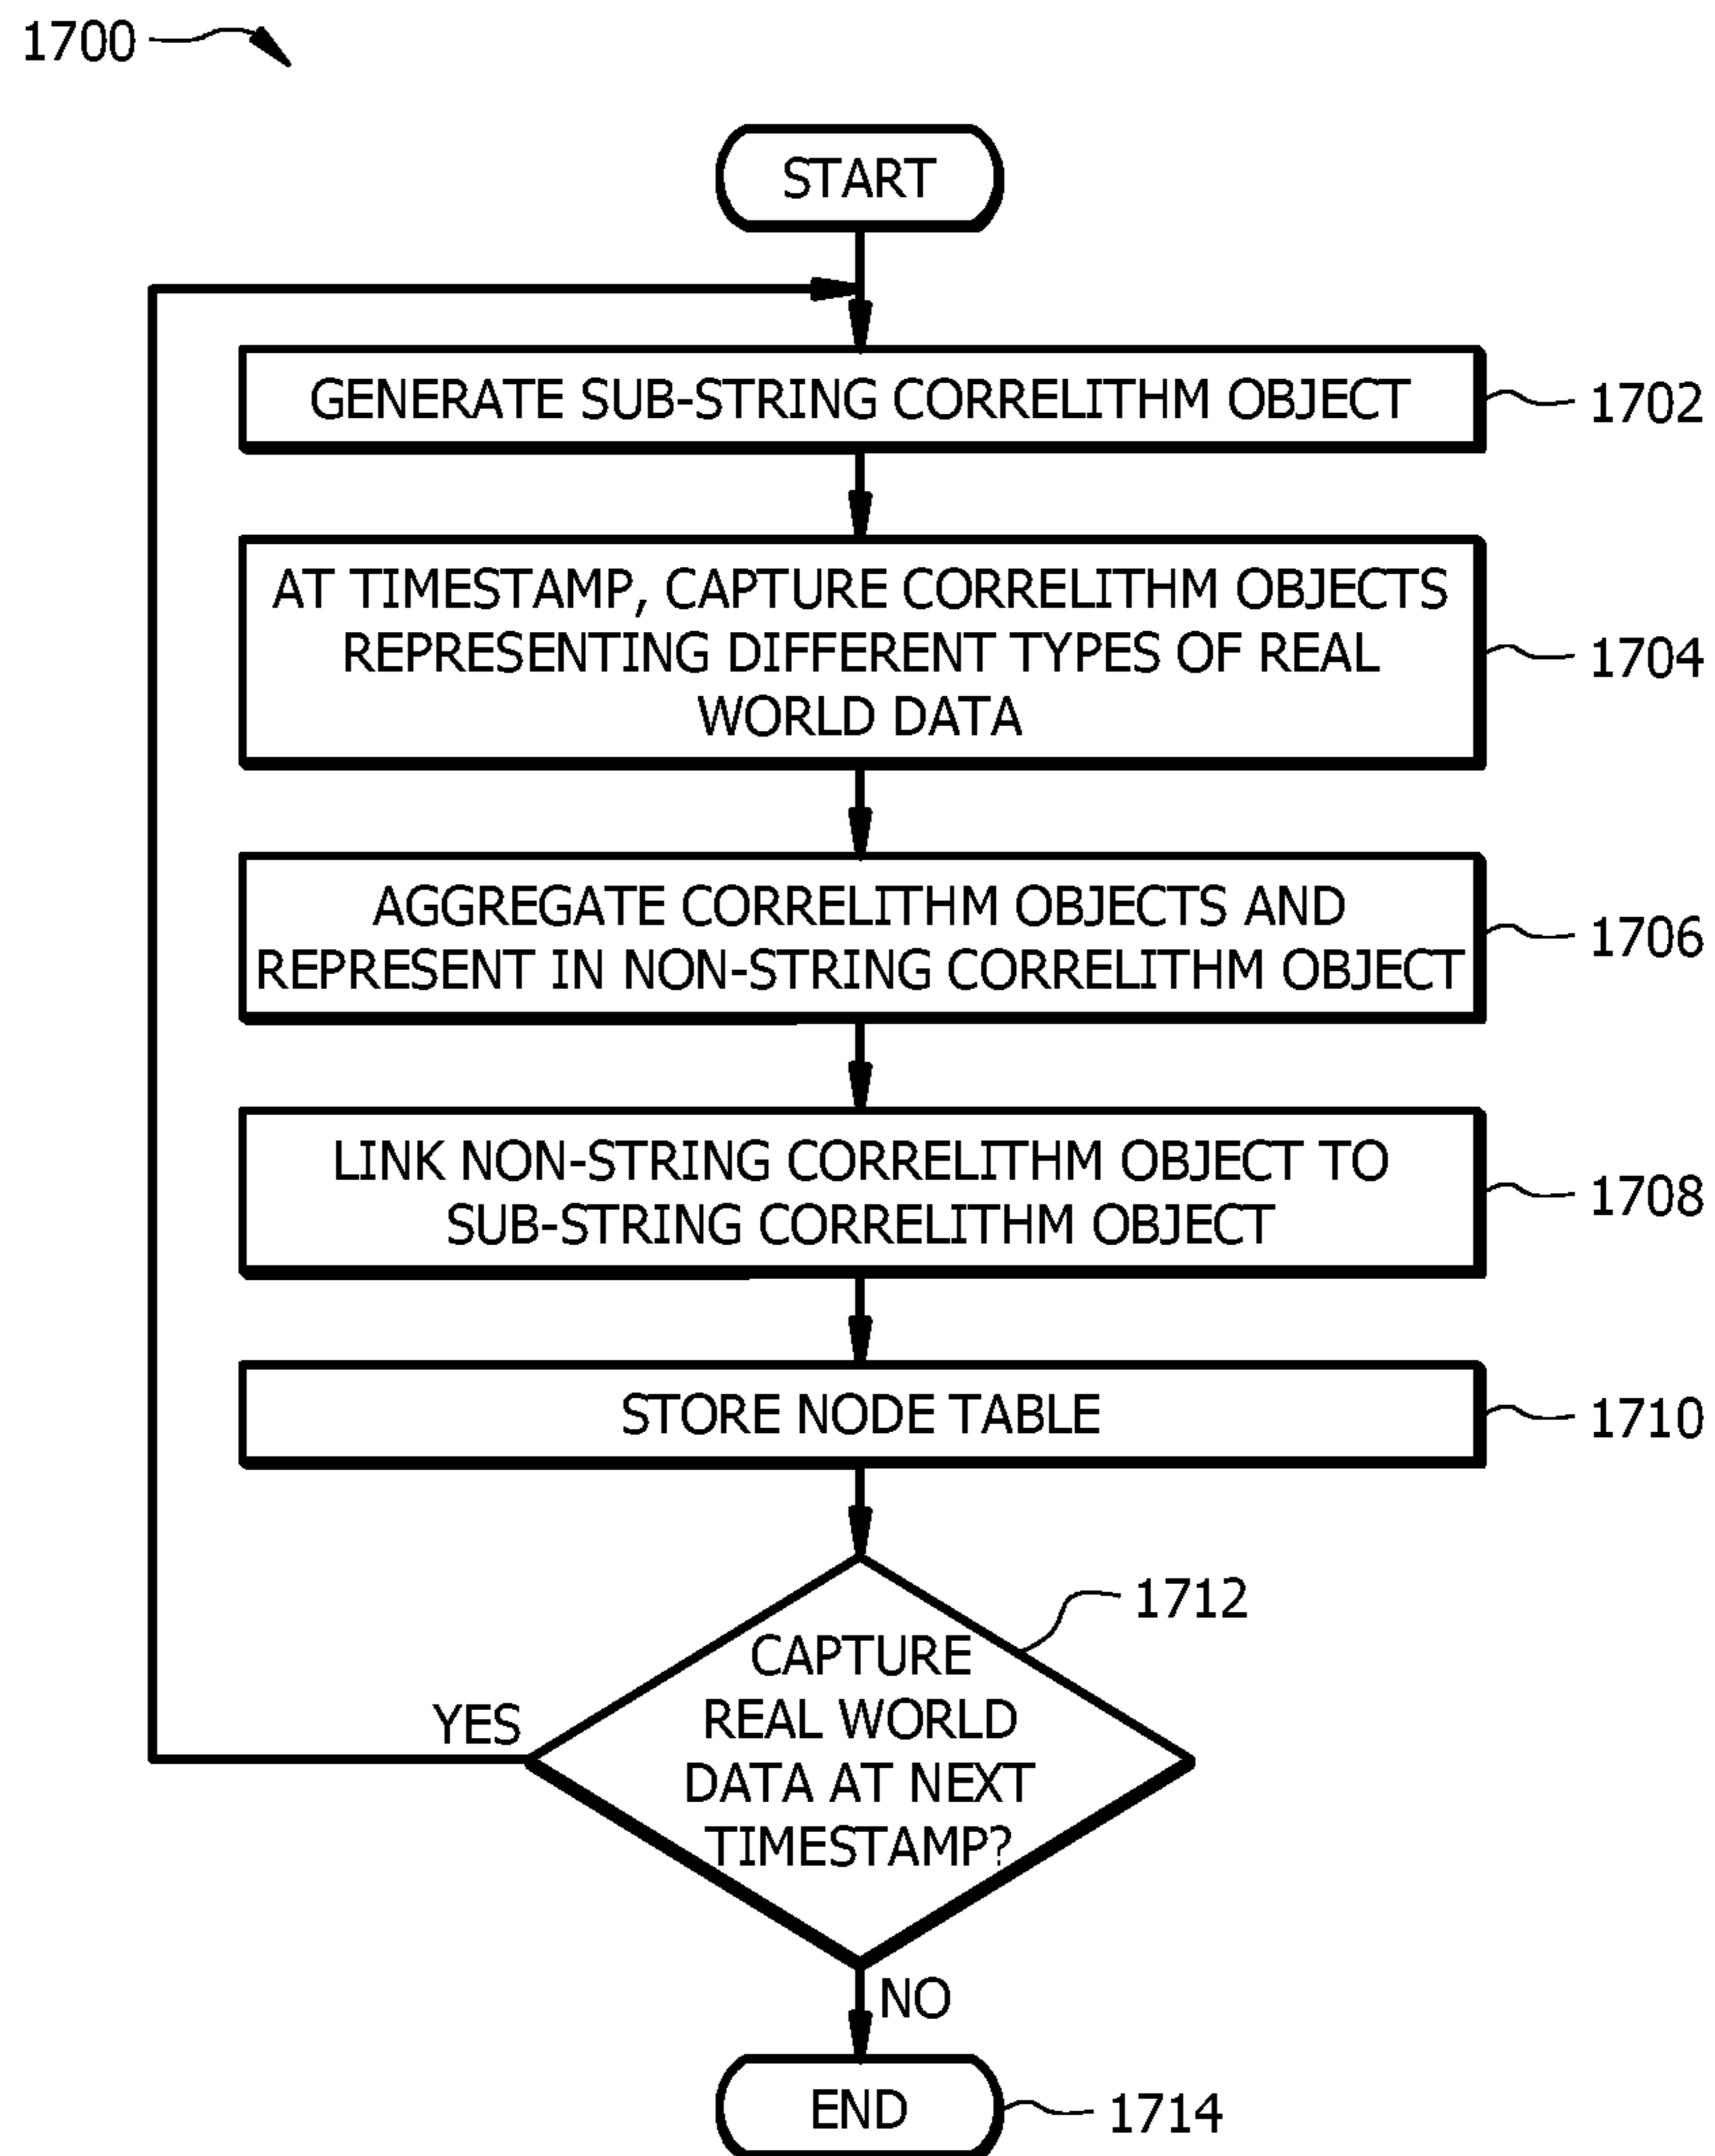 1700
START
GENERATE SUB-STRING CORRELITHM OBJECT
1702
AT TIMESTAMP, CAPTURE CORRELITHM OBJECTS
REPRESENTING DIFFERENT TYPES OF REAL
WORLD DATA
1704
AGGREGATE CORRELITHM OBJECTS AND
REPRESENT IN NON-STRING CORRELITHM OBJECT
1706
LINK NON-STRING CORRELITHM OBJECT TO
SUB-STRING CORRELITHM OBJECT
1708
STORE NODE TABLE
1710
1712
CAPTURE
REAL WORLD
DATA AT NEXT
TIMESTAMP?
YES
NO
END
1714